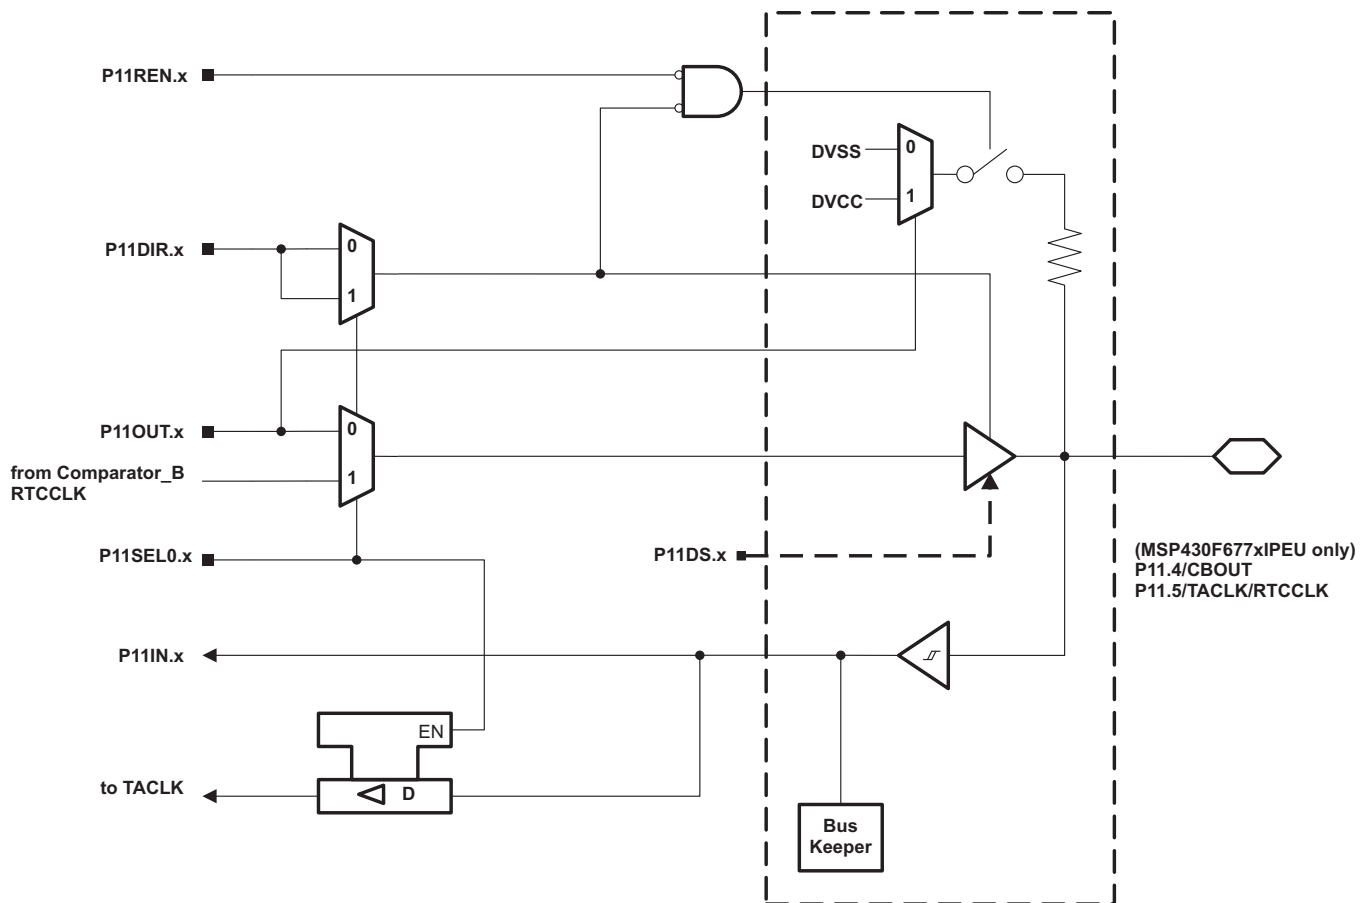 P11REN.x
DVSS
0
DVCC
1
P11DIR.x
0
1
P11OUT.x
0
from Comparator_B
RTCCLK
1
P11SEL0.x
P11DS.x
(MSP430F677xIPEU only)
P11.4/CBOUT
P11.5/TACLK/RTCCLK
P11IN.x
EN
to TACLK
D
Bus
Keeper